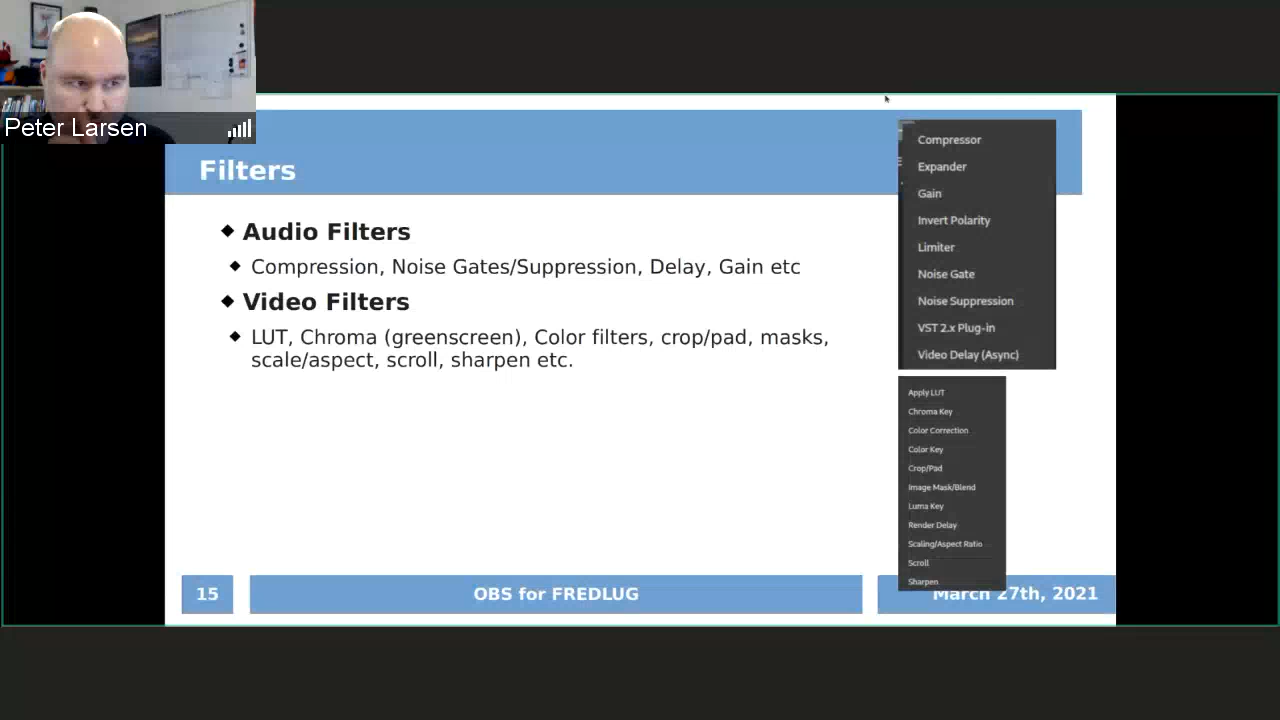 Peter Larsen
Filters
Audio Filters
Compression, Noise Gates/Suppression, Delay, Gain etc
Video Filters
LUT, Chroma (greenscreen), Color filters, crop/pad, masks,
scale/aspect, scroll, sharpen etc.
Compressor
Expander
Gain
Invert Polarity
Limiter
Noise Gate
Noise Suppression
VST 2.x Plug-in
Video Delay (Async)
Apply LUT
Chroma Key
Color Correction
Color Key
Crop/Pad
Image Mask/Blend
Luma Key
Render Delay
Scaling/Aspect Ratio
Scroll
Sharpen
15
OBS for FREDLUG
March 27th, 2021